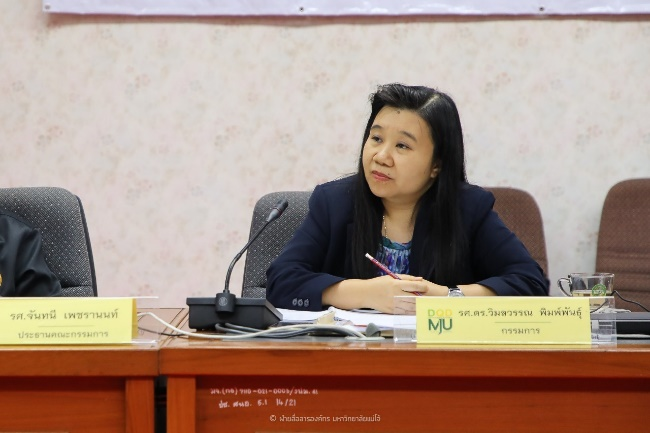 รศ.จันทนี เพชรานนท์
ประธานคณะกรรมการ
MJU
รศ.ดร.วิมลวรรณ พิมพ์พันธุ์
กรรมการ
© ฝ่ายสื่อสารองค์กร มหาวิทยาลัยแม่โจ้